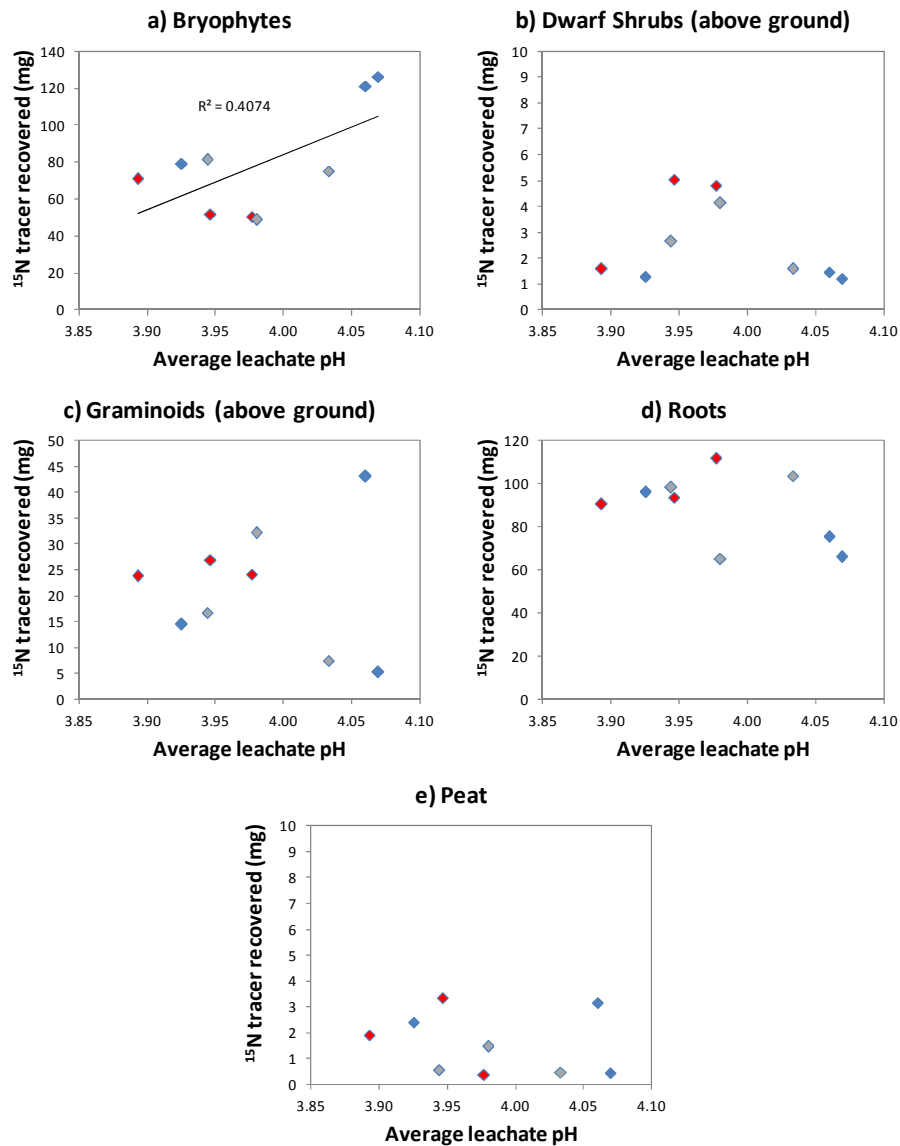 a) Bryophytes
¹⁵N tracer recovered (mg)
140
120
100
80
60
40
20
0
R² = 0.4074
3.85 3.90 3.95 4.00 4.05 4.10
Average leachate pH
b) Dwarf Shrubs (above ground)
¹⁵N tracer recovered (mg)
10
9
8
7
6
5
4
3
2
1
0
3.85 3.90 3.95 4.00 4.05 4.10
Average leachate pH
c) Graminoids (above ground)
¹⁵N tracer recovered (mg)
50
45
40
35
30
25
20
15
10
5
0
3.85 3.90 3.95 4.00 4.05 4.10
Average leachate pH
d) Roots
¹⁵N tracer recovered (mg)
120
100
80
60
40
20
0
3.85 3.90 3.95 4.00 4.05 4.10
Average leachate pH
e) Peat
¹⁵N tracer recovered (mg)
10
9
8
7
6
5
4
3
2
1
0
3.85 3.90 3.95 4.00 4.05 4.10
Average leachate pH